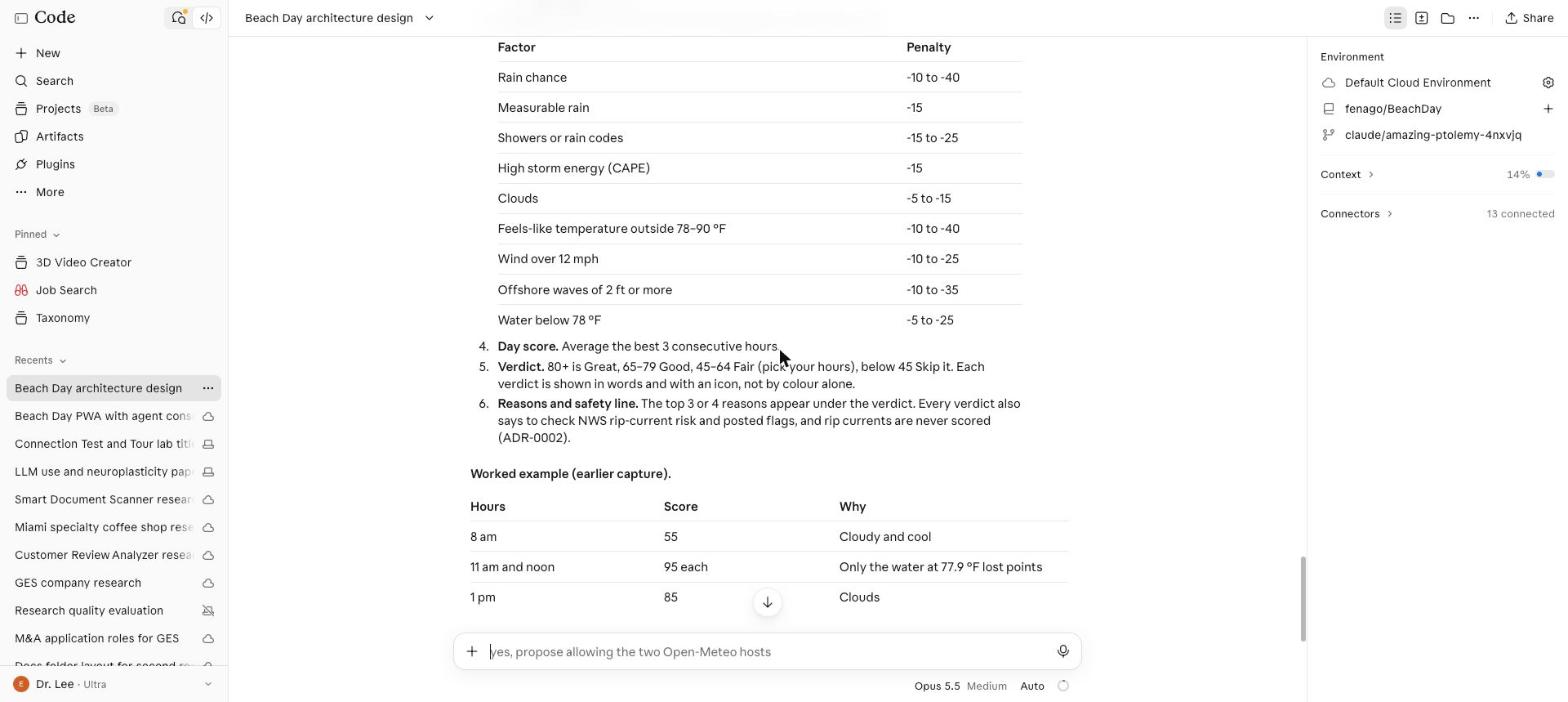 Code
Beach Day architecture design
Share
New
Search
Projects Beta
Artifacts
Plugins
More
Pinned
3D Video Creator
Job Search
Taxonomy
Recents
Beach Day architecture design
Beach Day PWA with agent cons
Connection Test and Tour lab titl
LLM use and neuroplasticity pap
Smart Document Scanner resear
Miami specialty coffee shop rese
Customer Review Analyzer resea
GES company research
Research quality evaluation
M&A application roles for GES
Docs folder layout for second re
E Dr. Lee · Ultra
Factor Penalty
Rain chance -10 to -40
Measurable rain -15
Showers or rain codes -15 to -25
High storm energy (CAPE) -15
Clouds -5 to -15
Feels-like temperature outside 78–90 °F -10 to -40
Wind over 12 mph -10 to -25
Offshore waves of 2 ft or more -10 to -35
Water below 78 °F -5 to -25
4. Day score. Average the best 3 consecutive hours.
5. Verdict. 80+ is Great, 65–79 Good, 45–64 Fair (pick your hours), below 45 Skip it. Each
verdict is shown in words and with an icon, not by colour alone.
6. Reasons and safety line. The top 3 or 4 reasons appear under the verdict. Every verdict also
says to check NWS rip-current risk and posted flags, and rip currents are never scored
(ADR-0002).
Worked example (earlier capture).
Hours Score Why
8 am 55 Cloudy and cool
11 am and noon 95 each Only the water at 77.9 °F lost points
1 pm 85 Clouds
yes, propose allowing the two Open-Meteo hosts
Opus 5.5 Medium Auto
Environment
Default Cloud Environment
fenago/BeachDay
claude/amazing-ptolemy-4nxvjq
Context 14%
Connectors 13 connected